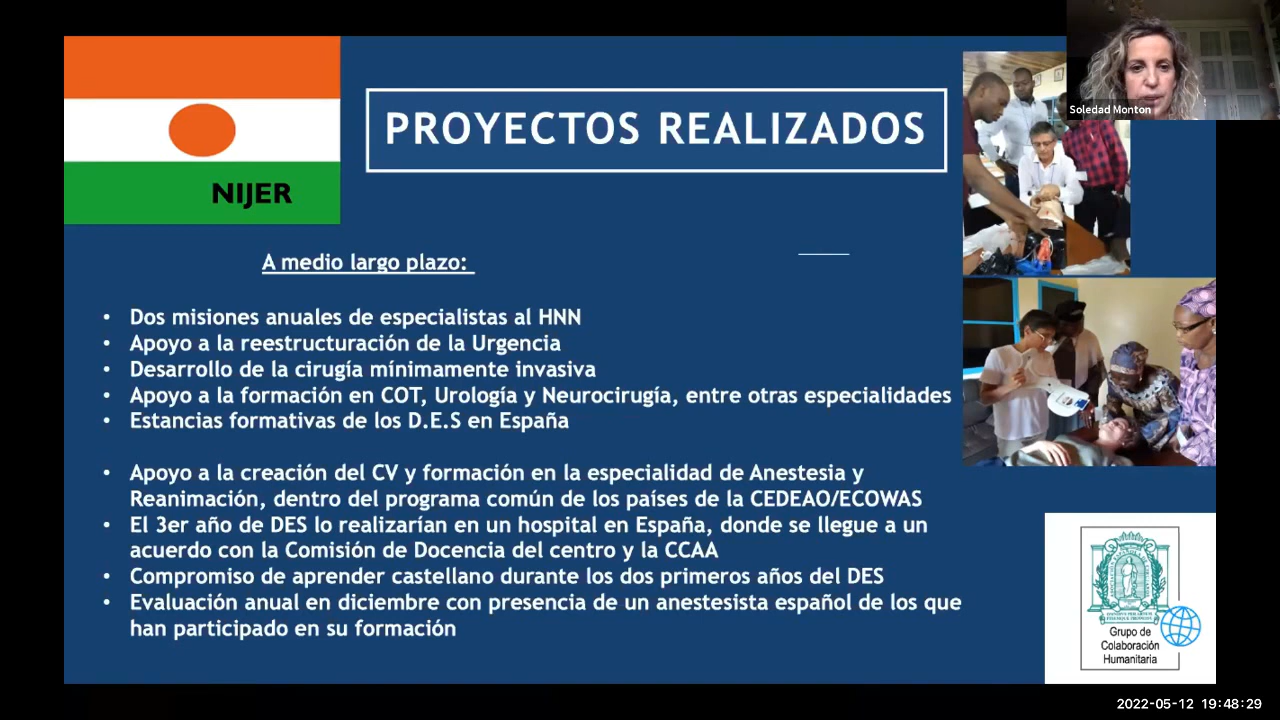 Soledad Monton
PROYECTOS REALIZADOS
NIJER
A medio largo plazo:
• Dos misiones anuales de especialistas al HNN
• Apoyo a la reestructuración de la Urgencia
• Desarrollo de la cirugía mínimamente invasiva
• Apoyo a la formación en COT, Urología y Neurocirugía, entre otras especialidades
• Estancias formativas de los D.E.S en España
• Apoyo a la creación del CV y formación en la especialidad de Anestesia y
Reanimación, dentro del programa común de los países de la CEDEAO/ECOWAS
• El 3er año de DES lo realizarían en un hospital en España, donde se llegue a un
acuerdo con la Comisión de Docencia del centro y la CCAA
• Compromiso de aprender castellano durante los dos primeros años del DES
• Evaluación anual en diciembre con presencia de un anestesista español de los que
han participado en su formación
Grupo de
Colaboración
Humanitaria
2022-05-12 19:48:29